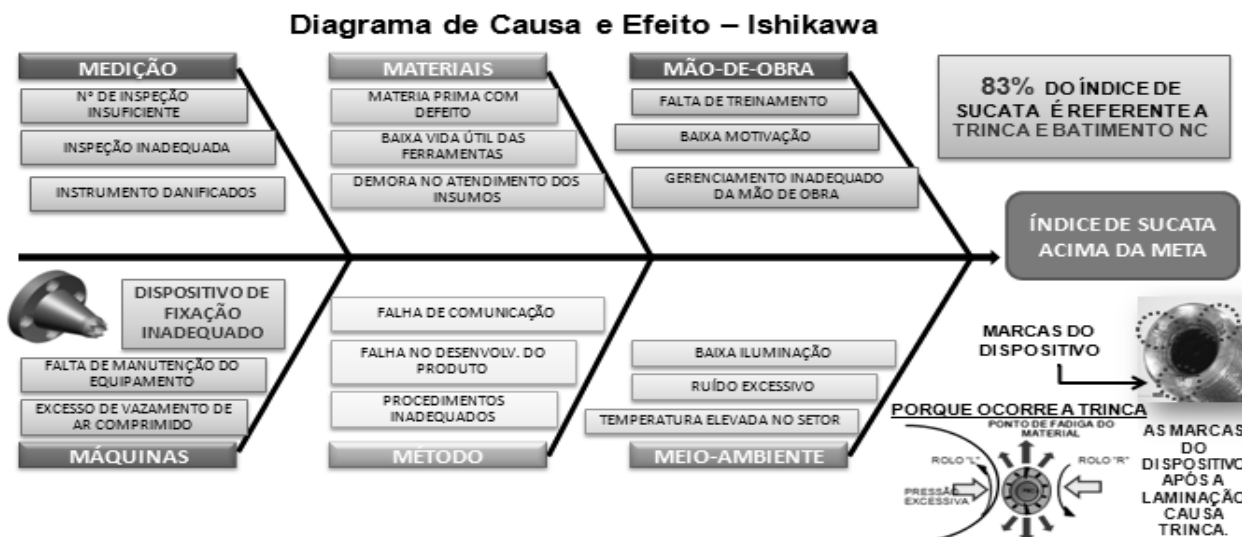 Diagrama de Causa e Efeito – Ishikawa
MEDIÇÃO
Nº DE INSPEÇÃO
INSUFICIENTE
INSPEÇÃO INADEQUADA
INSTRUMENTO DANIFICADOS
MATERIAIS
MATERIA PRIMA COM
DEFEITO
BAIXA VIDA ÚTIL DAS
FERRAMENTAS
DEMORA NO ATENDIMENTO DOS
INSUMOS
MÃO-DE-OBRA
FALTA DE TREINAMENTO
BAIXA MOTIVAÇÃO
GERENCIAMENTO INADEQUADO
DA MÃO DE OBRA
83% DO ÍNDICE DE
SUCATA É REFERENTE A
TRINCA E BATIMENTO NC
ÍNDICE DE SUCATA
ACIMA DA META
DISPOSITIVO DE
FIXAÇÃO
INADEQUADO
FALTA DE MANUTENÇÃO DO
EQUIPAMENTO
EXCESSO DE VAZAMENTO DE
AR COMPRIMIDO
MÁQUINAS
FALHA DE COMUNICAÇÃO
FALHA NO DESENVOLV. DO
PRODUTO
PROCEDIMENTOS
INADEQUADOS
MÉTODO
BAIXA ILUMINAÇÃO
RUÍDO EXCESSIVO
TEMPERATURA ELEVADA NO SETOR
MEIO-AMBIENTE
MARCAS DO
DISPOSITIVO
PORQUE OCORRE A TRINCA
PONTO DE FADIGA DO
MATERIAL
ROLO "L"
ROLO "R"
PRESSÃO
EXCESSIVA
AS MARCAS
DO
DISPOSITIVO
APÓS A
LAMINAÇÃO
CAUSA
TRINCA.